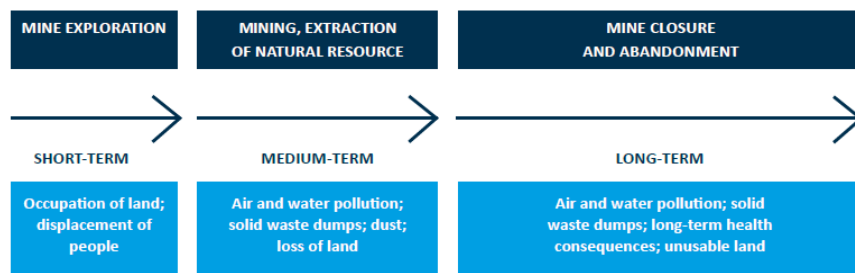 MINE EXPLORATION
MINING, EXTRACTION
OF NATURAL RESOURCE
MINE CLOSURE
AND ABANDONMENT
SHORT-TERM
MEDIUM-TERM
LONG-TERM
Occupation of land;
displacement of
people
Air and water pollution;
solid waste dumps; dust;
loss of land
Air and water pollution; solid
waste dumps; long-term health
consequences; unusable land